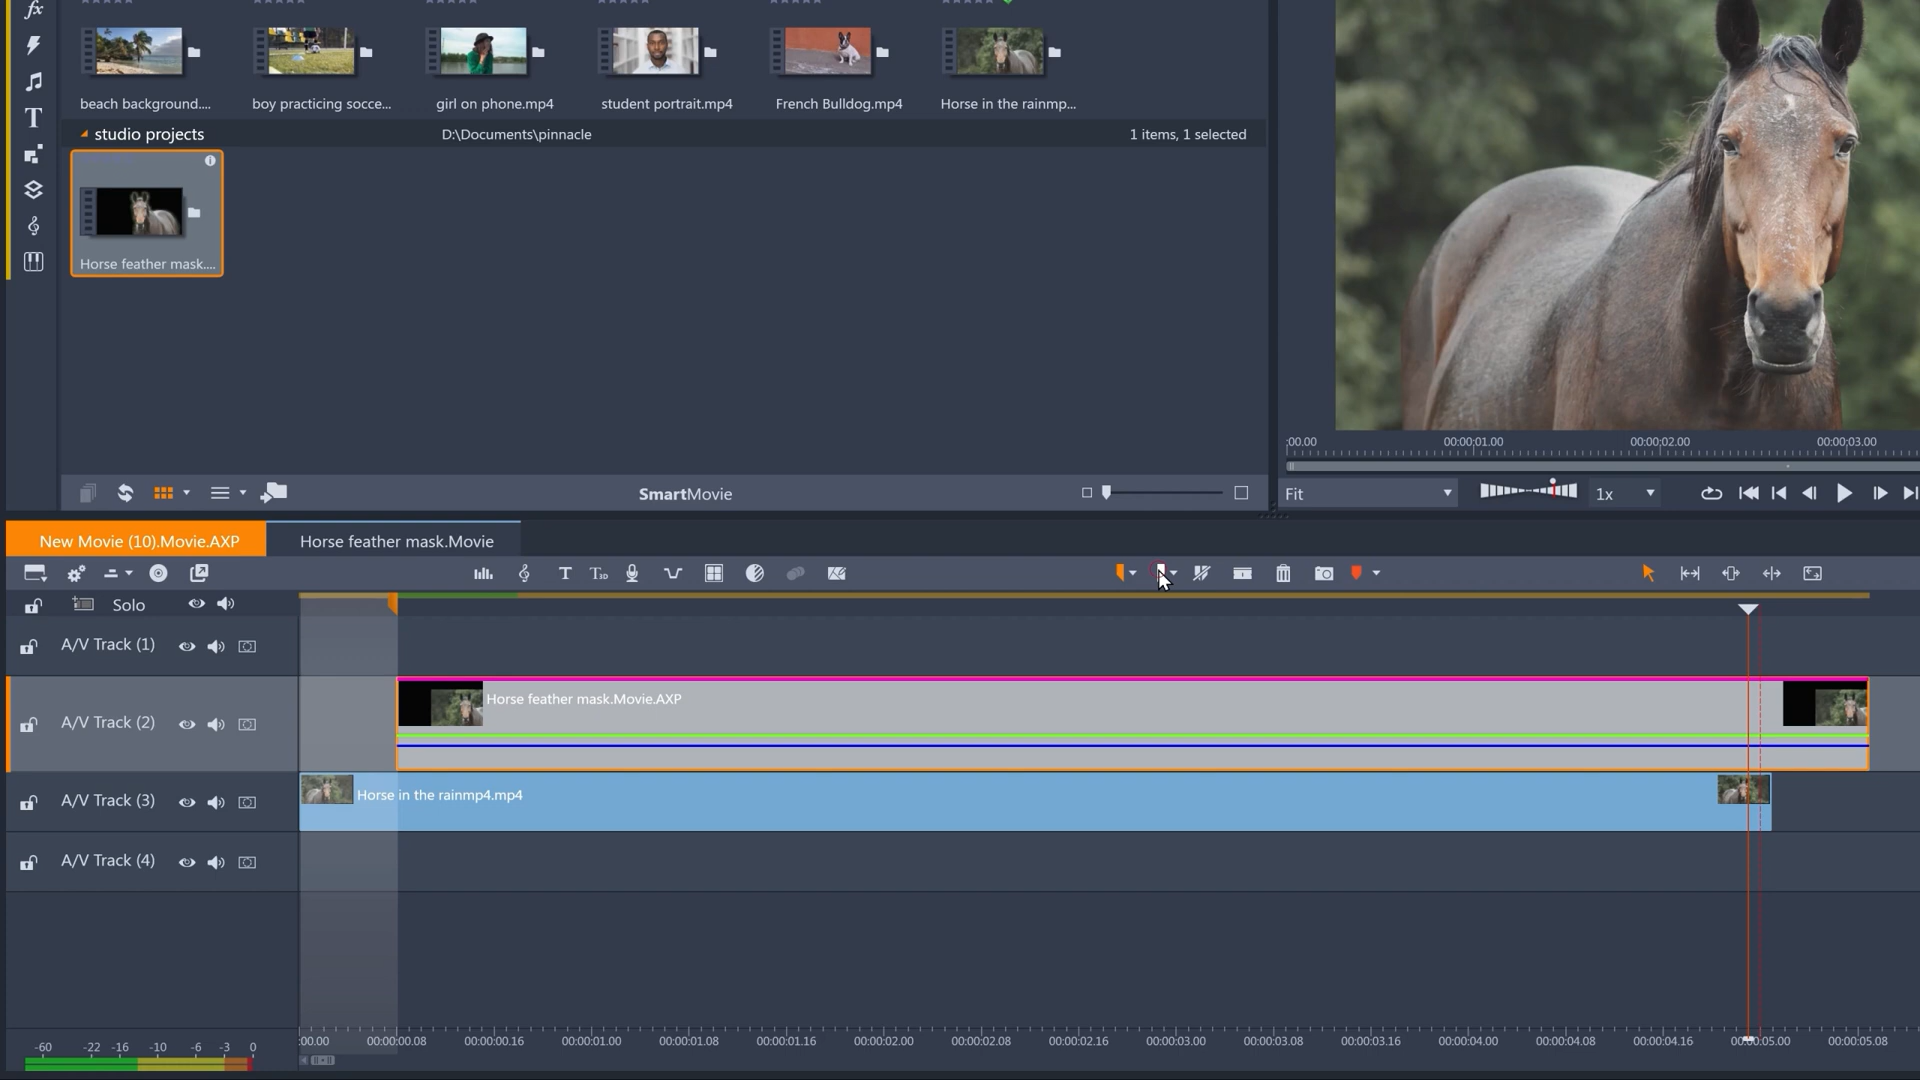 fx
beach background....
boy practicing socce...
girl on phone.mp4
student portrait.mp4
French Bulldog.mp4
Horse in the rainmp...
studio projects
D:\Documents\pinnacle
1 items, 1 selected
T
Horse feather mask....
:00.00
00:00:01.00
00:00:02.00
00:00:03.00
SmartMovie
Fit
1x
New Movie (10).Movie.AXP
Horse feather mask.Movie
T
T3D
Solo
A/V Track (1)
A/V Track (2)
Horse feather mask.Movie.AXP
A/V Track (3)
Horse in the rainmp4.mp4
A/V Track (4)
-60 -22 -16 -10 -6 -3 0
:00.00
00:00:00.08
00:00:00.16
00:00:01.00
00:00:01.08
00:00:01.16
00:00:02.00
00:00:02.08
00:00:02.16
00:00:03.00
00:00:03.08
00:00:03.16
00:00:04.00
00:00:04.08
00:00:04.16
00:00:05.00
00:00:05.08